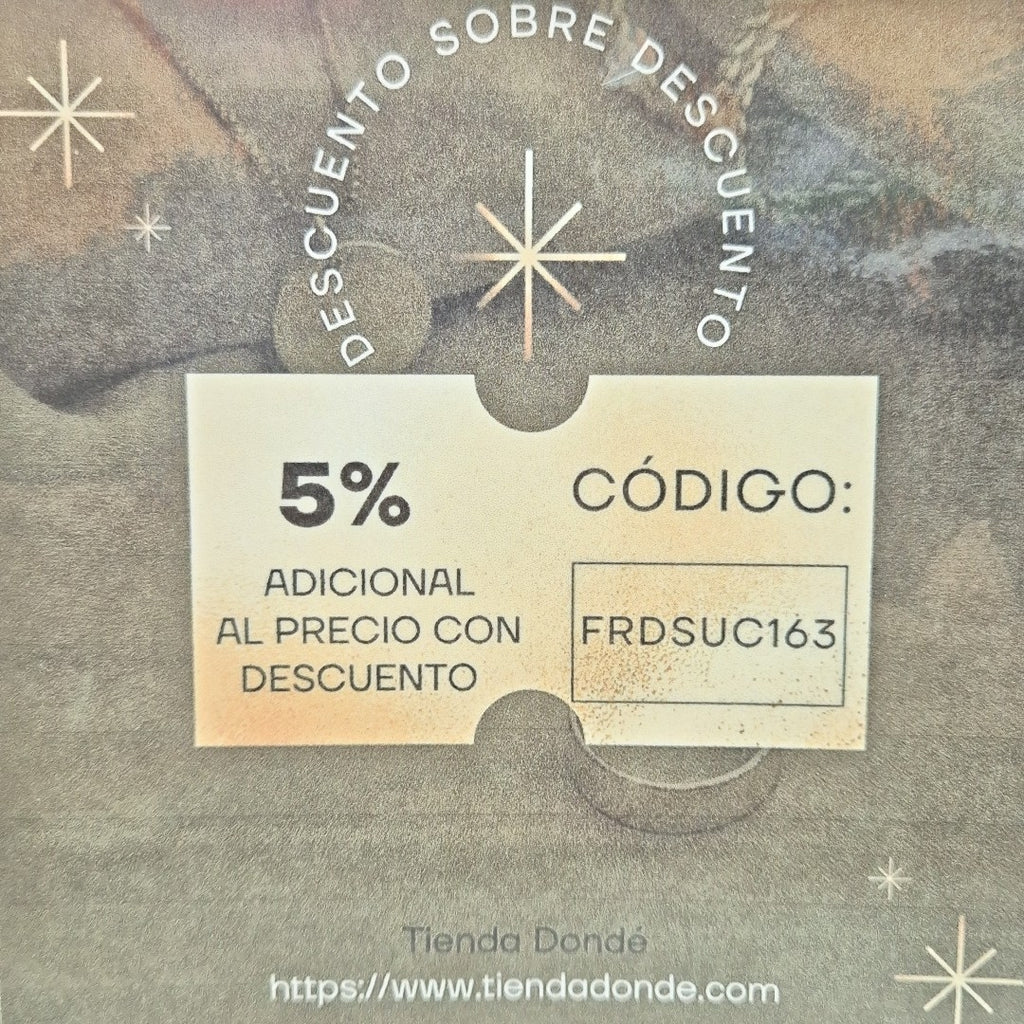 DESCUENTO SOBRE DESCUENTO
5%
ADICIONAL
AL PRECIO CON
DESCUENTO
CÓDIGO:
FRDSUC163
Tienda Dondé
https://www.tiendadonde.com